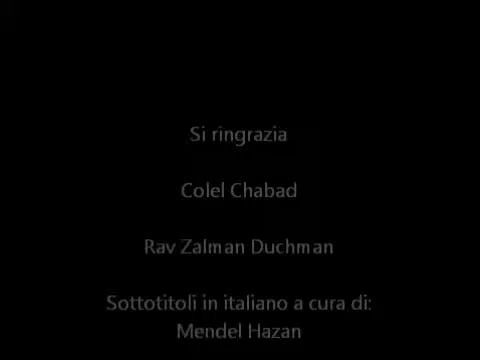 Si ringrazia
Colel Chabad
Rav Zalman Duchman
Sottotitoli in italiano a cura di:
Mendel Hazan